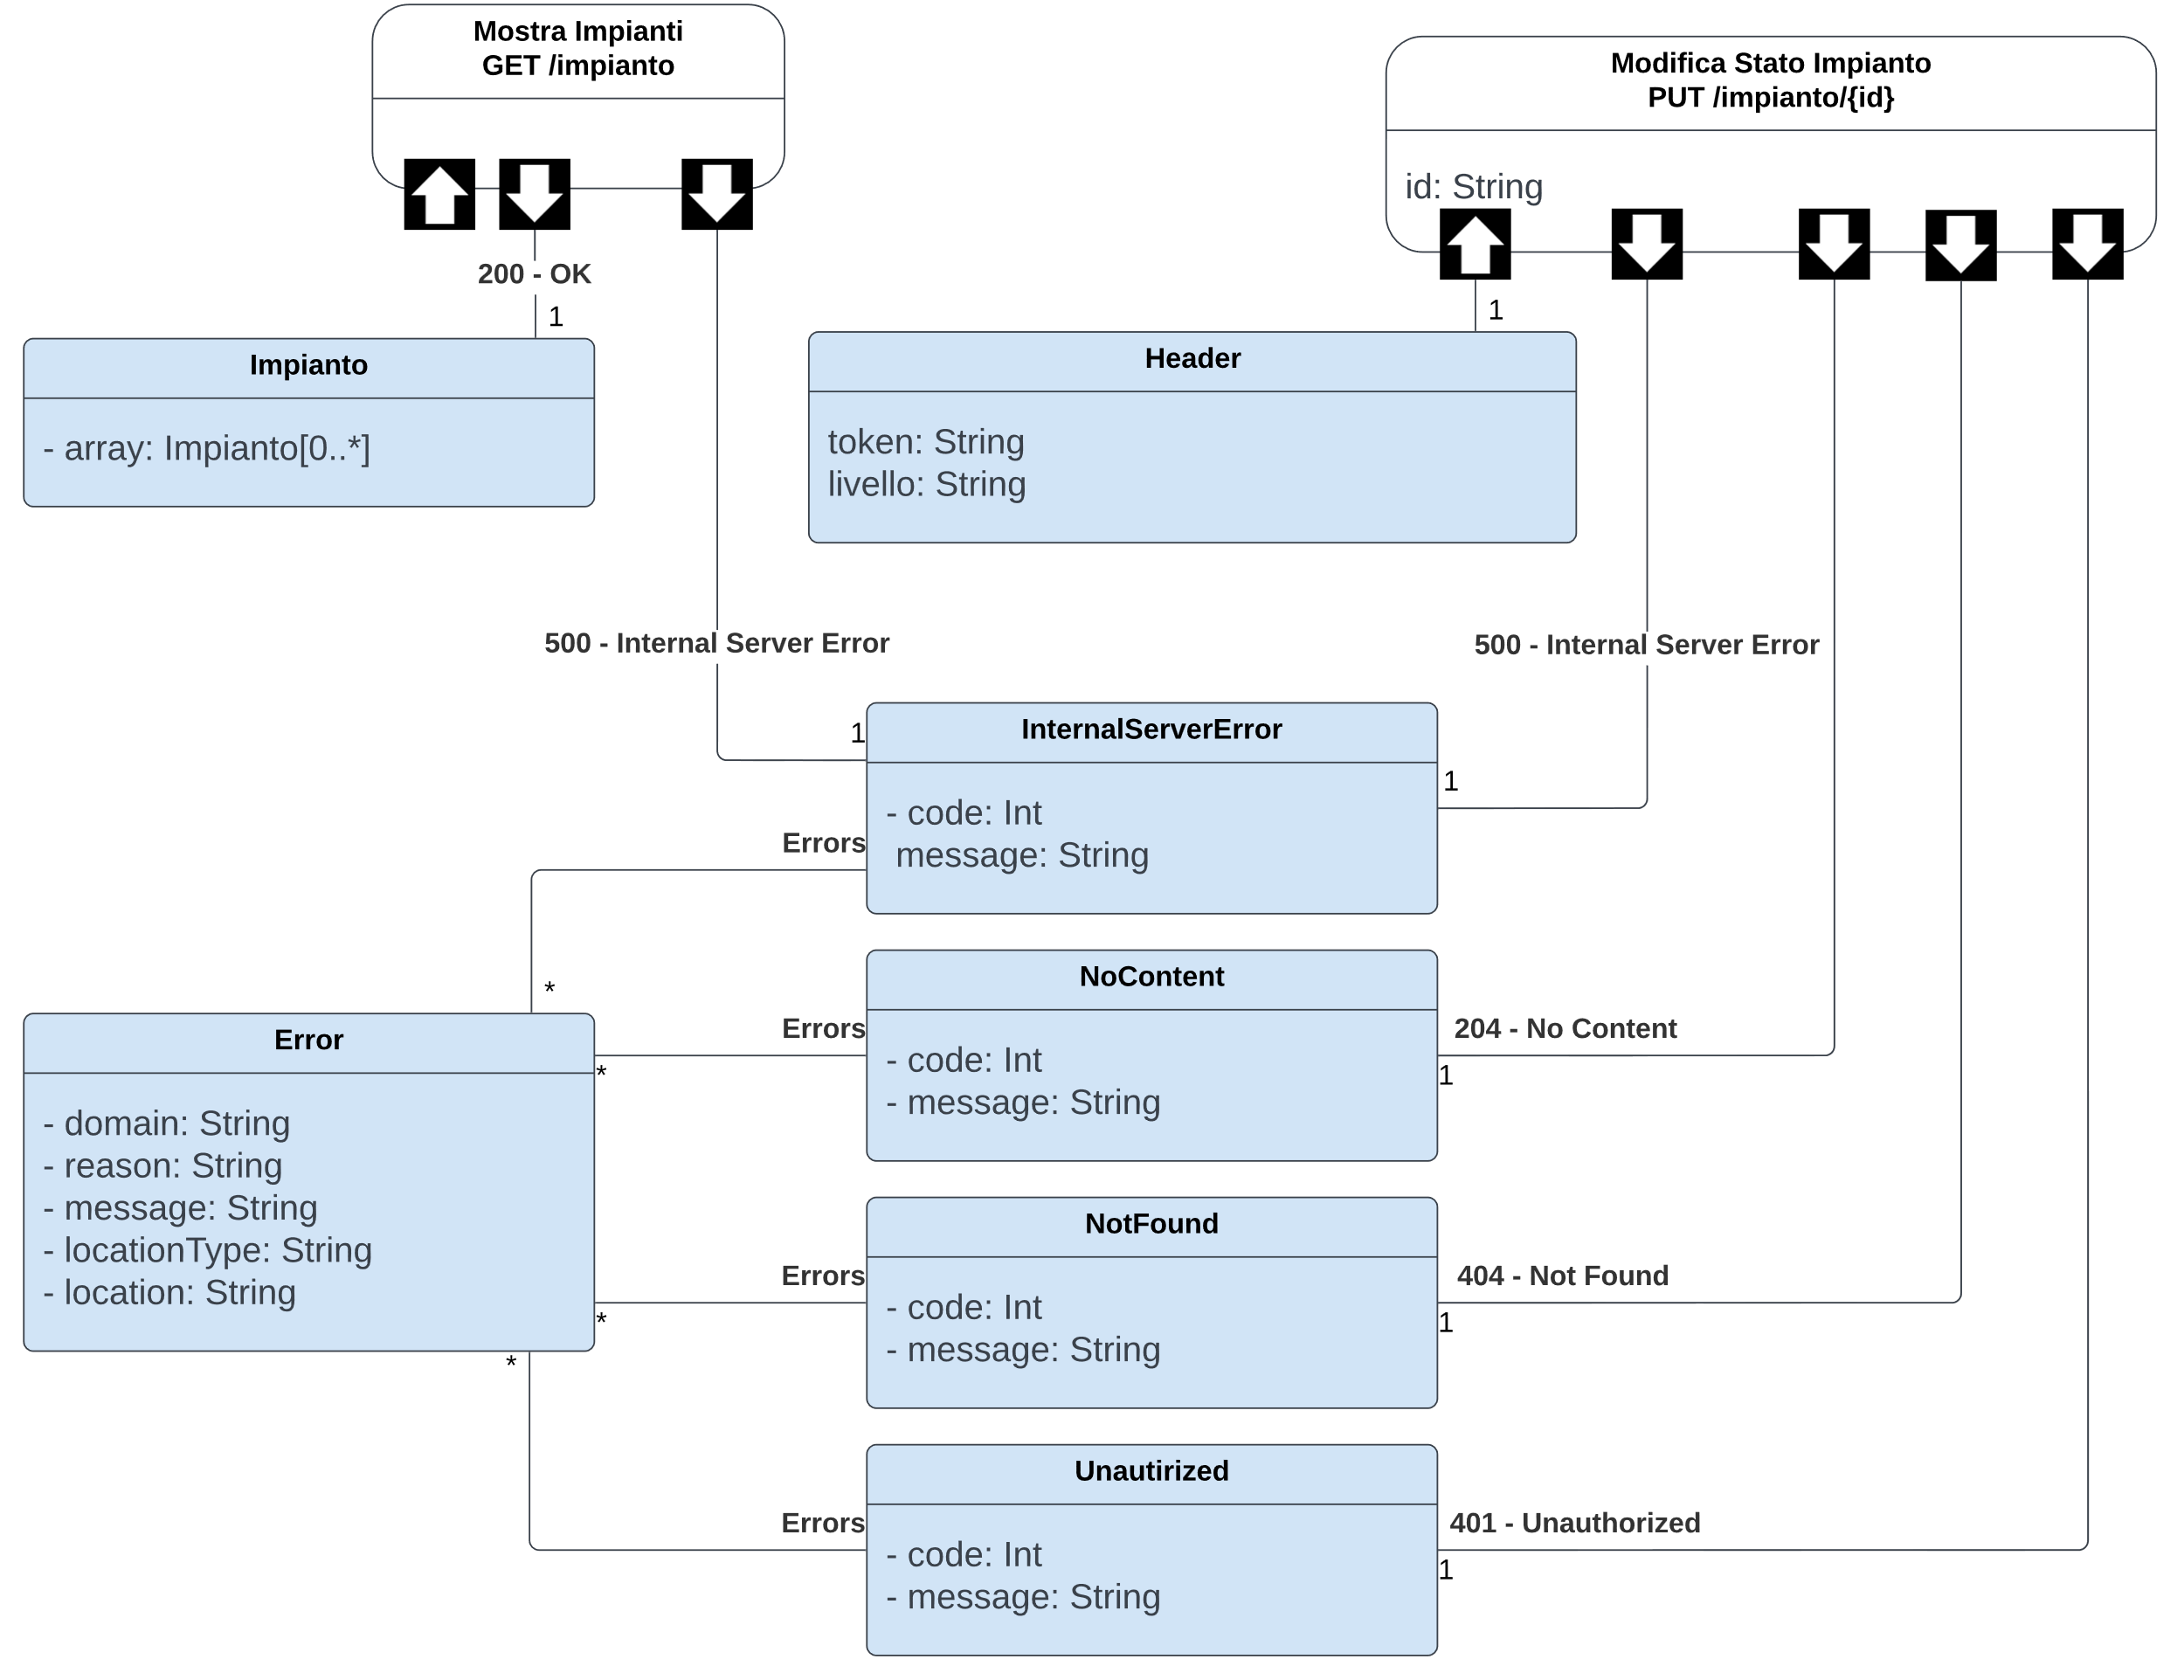 Mostra Impianti
GET /impianto
Modifica Stato Impianto
PUT /impianto/{id}
id: String
200 - OK
1
1
Impianto
- array: Impianto[0..*]
Header
token: String
livello: String
500 - Internal Server Error
500 - Internal Server Error
1
InternalServerError
1
- code: Int
message: String
Errors
*
NoContent
Errors
204 - No Content
*
1
- code: Int
- message: String
Error
- domain: String
- reason: String
- message: String
- locationType: String
- location: String
NotFound
Errors
404 - Not Found
*
1
- code: Int
- message: String
*
Unautirized
Errors
401 - Unauthorized
1
- code: Int
- message: String